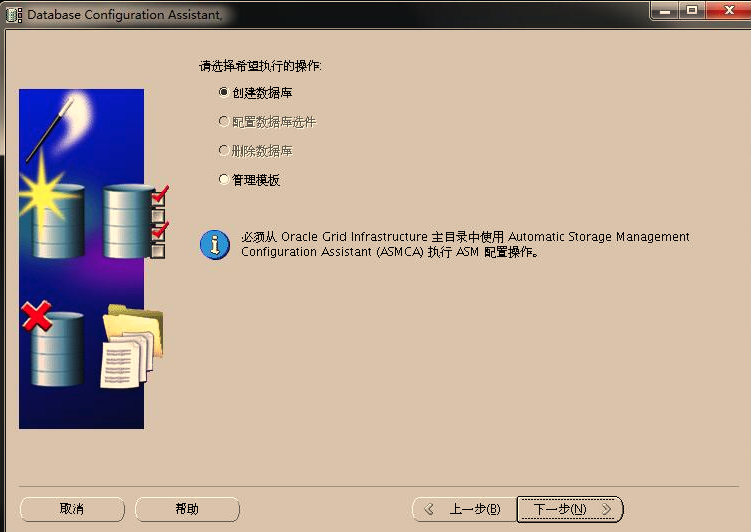 Database Configuration Assistant,
请选择希望执行的操作:
创建数据库
配置数据库选件
删除数据库
管理模板
必须从 Oracle Grid Infrastructure 主目录中使用 Automatic Storage Management
Configuration Assistant (ASMCA) 执行 ASM 配置操作。
取消 帮助 上一步(B) 下一步(N)